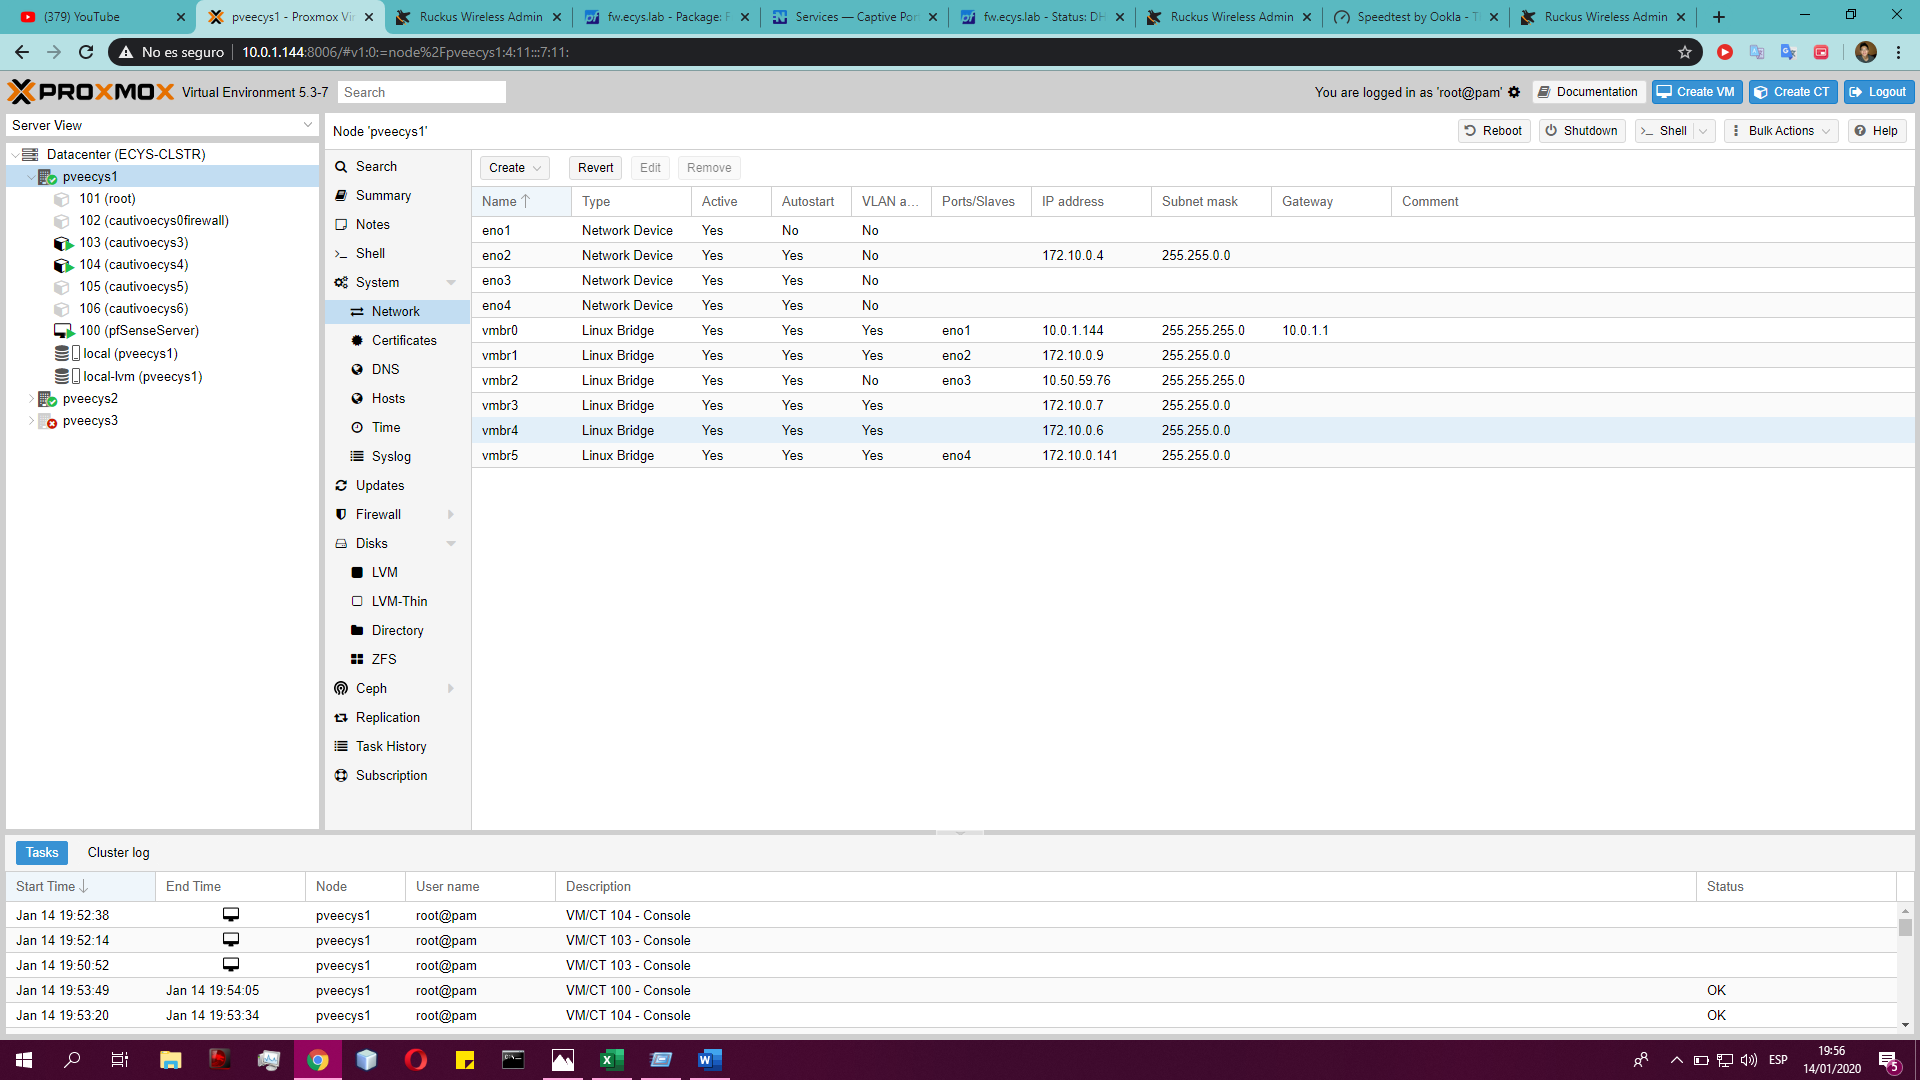 (379) YouTube
pveecys1 - Proxmox Vir
Ruckus Wireless Admin
fw.ecys.lab - Package: F
Services — Captive Por
fw.ecys.lab - Status: DH
Ruckus Wireless Admin
Speedtest by Ookla - T
Ruckus Wireless Admin
No es seguro
10.0.1.144:8006/#v1:0:=node%2Fpveecys1:4:11:::7:11:
PROXMOX Virtual Environment 5.3-7 Search
You are logged in as 'root@pam' Documentation Create VM Create CT Logout
Server View
Datacenter (ECYS-CLSTR)
pveecys1
101 (root)
102 (cautivoecys0firewall)
103 (cautivoecys3)
104 (cautivoecys4)
105 (cautivoecys5)
106 (cautivoecys6)
100 (pfSenseServer)
local (pveecys1)
local-lvm (pveecys1)
pveecys2
pveecys3
Node 'pveecys1'
Reboot Shutdown Shell Bulk Actions Help
Search
Summary
Notes
Shell
System
Network
Certificates
DNS
Hosts
Time
Syslog
Updates
Firewall
Disks
LVM
LVM-Thin
Directory
ZFS
Ceph
Replication
Task History
Subscription
Create Revert Edit Remove
Name Type Active Autostart VLAN a... Ports/Slaves IP address Subnet mask Gateway Comment
eno1 Network Device Yes No No
eno2 Network Device Yes Yes No 172.10.0.4 255.255.0.0
eno3 Network Device Yes Yes No
eno4 Network Device Yes Yes No
vmbr0 Linux Bridge Yes Yes Yes eno1 10.0.1.144 255.255.255.0 10.0.1.1
vmbr1 Linux Bridge Yes Yes Yes eno2 172.10.0.9 255.255.0.0
vmbr2 Linux Bridge Yes Yes No eno3 10.50.59.76 255.255.255.0
vmbr3 Linux Bridge Yes Yes Yes 172.10.0.7 255.255.0.0
vmbr4 Linux Bridge Yes Yes Yes 172.10.0.6 255.255.0.0
vmbr5 Linux Bridge Yes Yes Yes eno4 172.10.0.141 255.255.0.0
Tasks Cluster log
Start Time End Time Node User name Description Status
Jan 14 19:52:38 pveecys1 root@pam VM/CT 104 - Console
Jan 14 19:52:14 pveecys1 root@pam VM/CT 103 - Console
Jan 14 19:50:52 pveecys1 root@pam VM/CT 103 - Console
Jan 14 19:53:49 Jan 14 19:54:05 pveecys1 root@pam VM/CT 100 - Console OK
Jan 14 19:53:20 Jan 14 19:53:34 pveecys1 root@pam VM/CT 104 - Console OK
ESP
19:56
14/01/2020
5